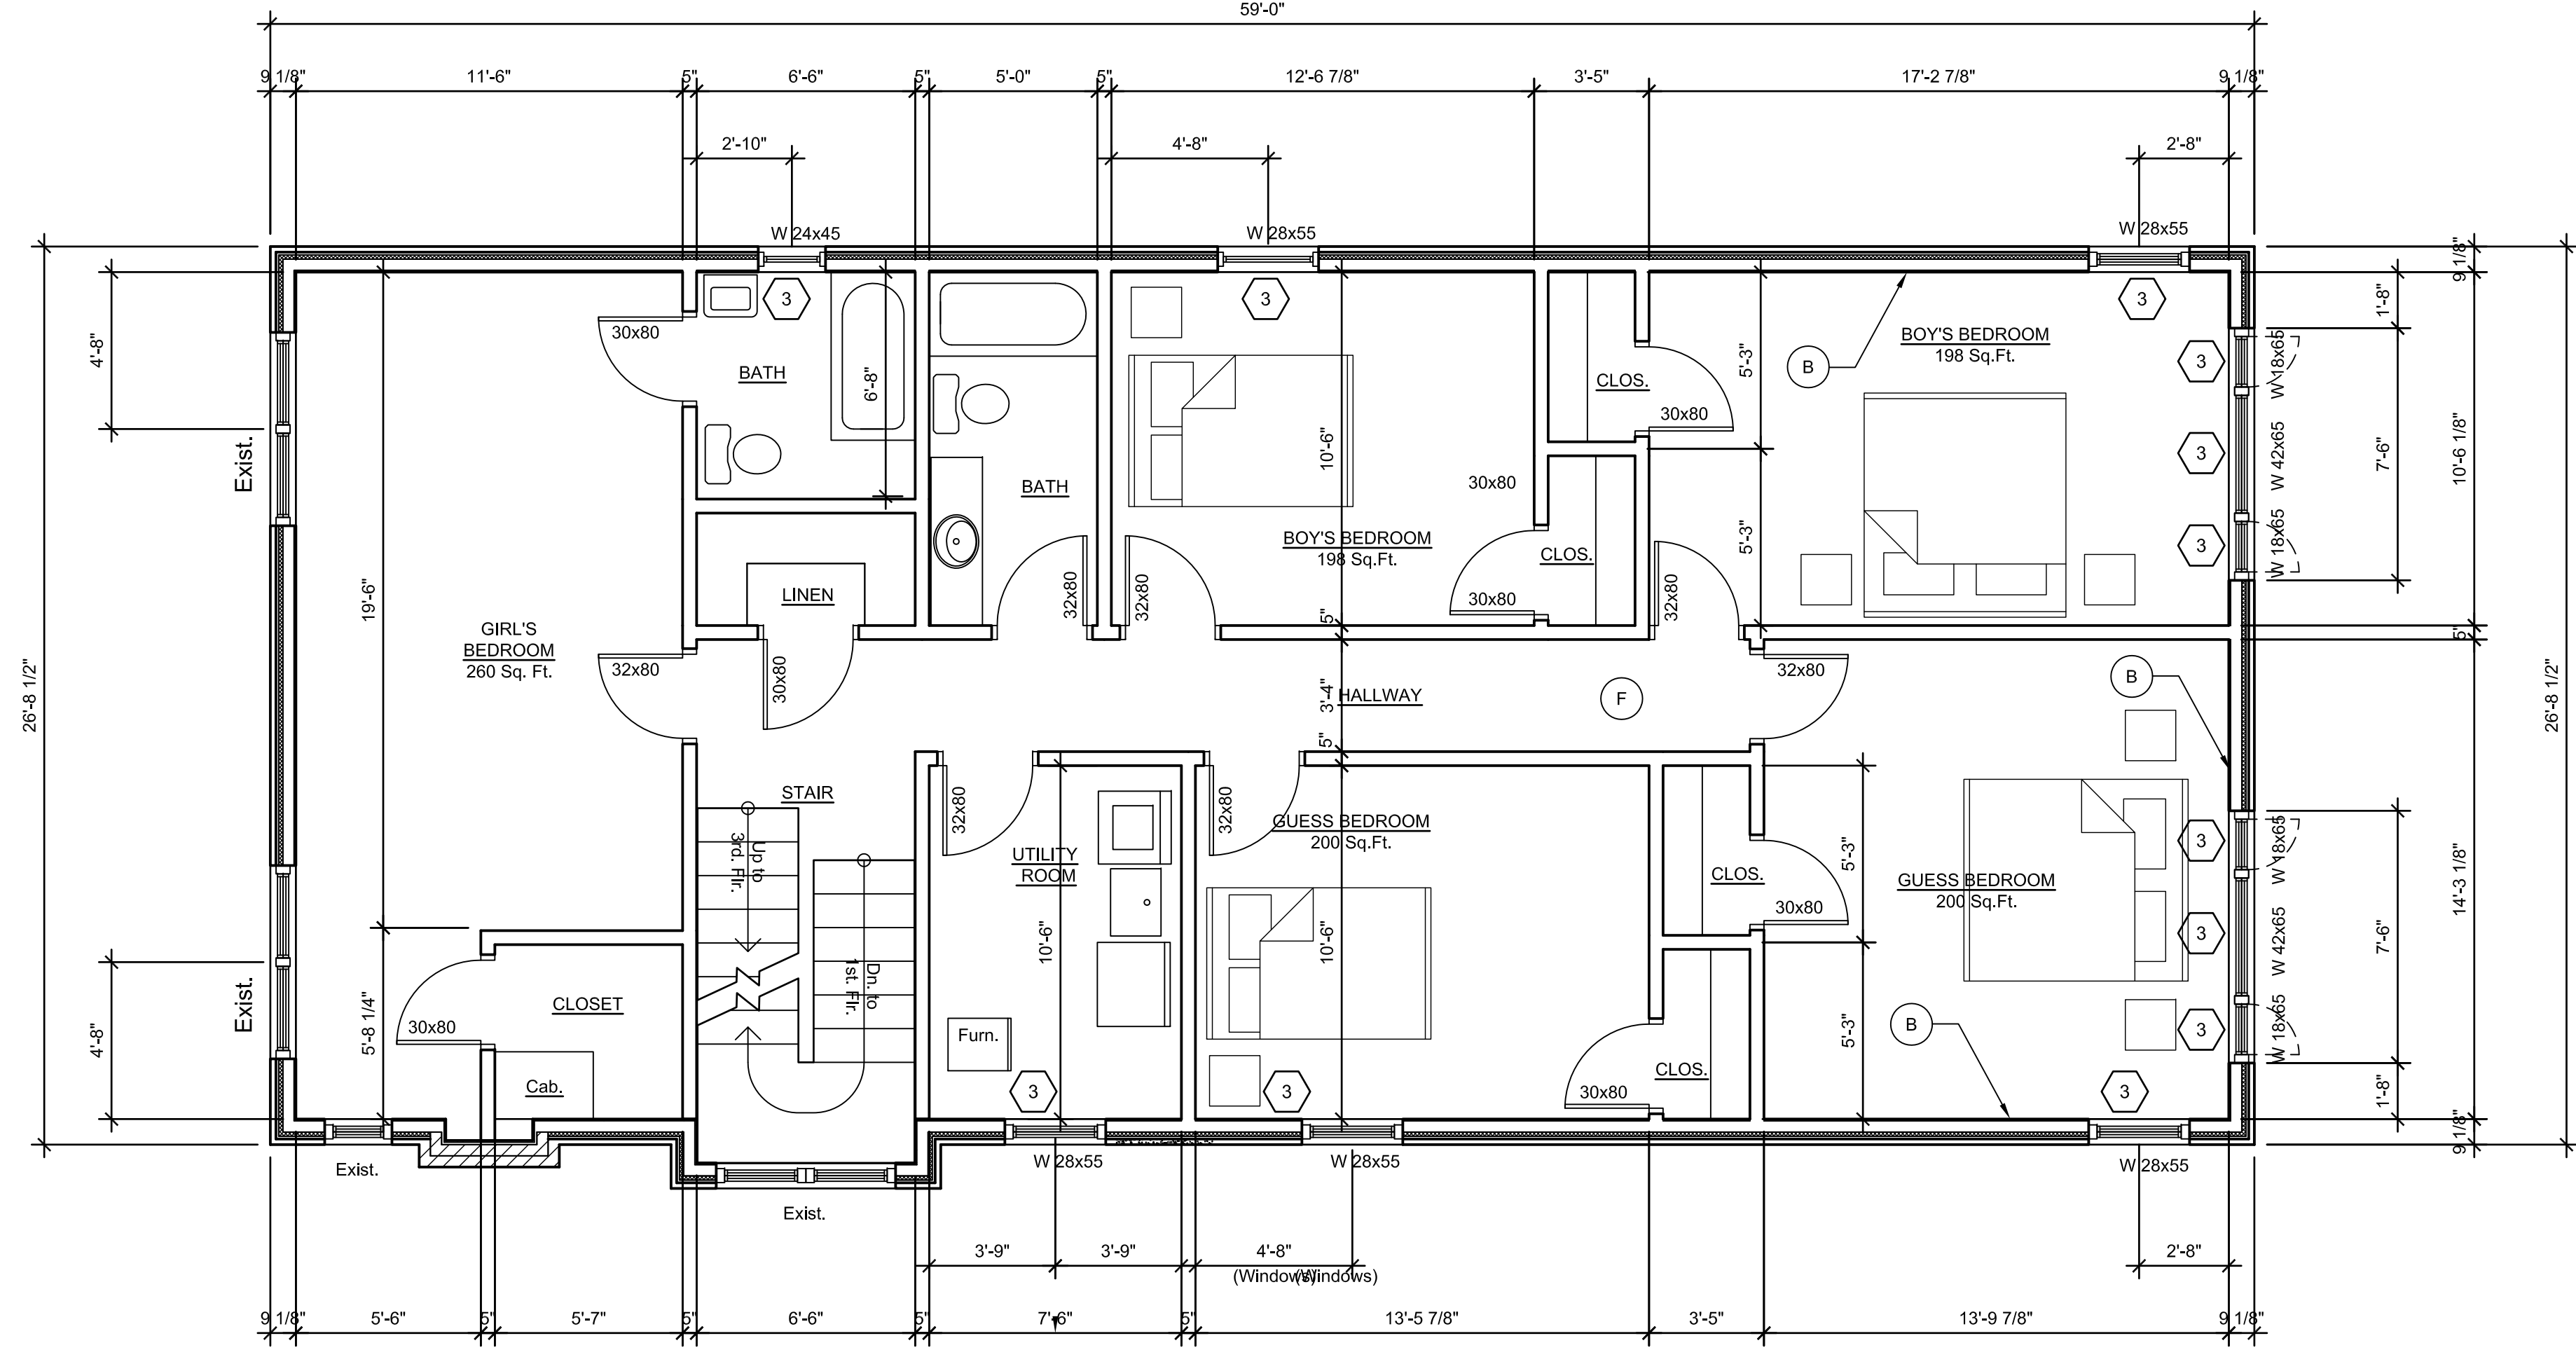 59'-0"
9 1/8"
11'-6"
5"
6'-6"
5"
5'-0"
5"
12'-6 7/8"
3'-5"
17'-2 7/8"
9 1/8"
2'-10"
4'-8"
2'-8"
W 24x45
W 28x55
W 28x55
4'-8"
Exist.
26'-8 1/2"
Exist.
4'-8"
19'-6"
5'-8 1/4"
GIRL'S
BEDROOM
260 Sq. Ft.
30x80
3
BATH
6'-8"
BATH
LINEN
30x80
32x80
32x80
32x80
3
10'-6"
BOY'S BEDROOM
198 Sq.Ft.
30x80
CLOS.
30x80
CLOS.
30x80
5'-3"
5'-3"
B
BOY'S BEDROOM
198 Sq.Ft.
3
3
3
3
W 18x65
W 42x65
W 18x65
1'-8"
7'-6"
9 1/8"
10'-6 1/8"
5"
14'-3 1/8"
9 1/8"
26'-8 1/2"
32x80
5"
3'-4"
5"
HALLWAY
F
32x80
B
STAIR
Up to
3rd. Flr.
Dn. to
1st. Flr.
32x80
UTILITY
ROOM
10'-6"
Furn.
3
32x80
GUESS BEDROOM
200 Sq.Ft.
10'-6"
3
CLOS.
30x80
CLOS.
30x80
5'-3"
5'-3"
GUESS BEDROOM
200 Sq.Ft.
B
3
3
3
3
W 18x65
W 42x65
W 18x65
7'-6"
1'-8"
CLOSET
30x80
Cab.
Exist.
Exist.
W 28x55
W 28x55
W 28x55
3'-9"
3'-9"
4'-8"
(Windows)
(Windows)
2'-8"
9 1/8"
5'-6"
5"
5'-7"
5"
6'-6"
5"
7'-6"
5"
13'-5 7/8"
3'-5"
13'-9 7/8"
9 1/8"